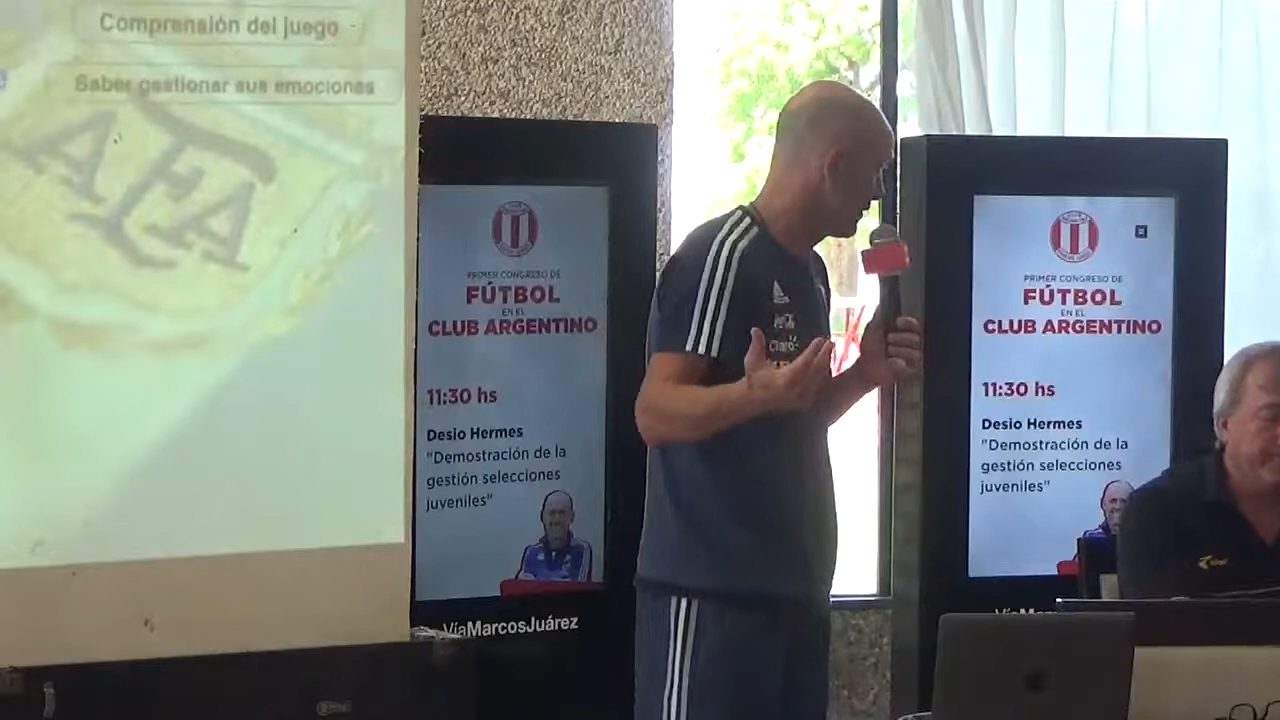 Comprensión del juego
Saber gestionar sus emociones
AFA
PRIMER CONGRESO DE
FÚTBOL
EN EL
CLUB ARGENTINO
11:30 hs
Desio Hermes
"Demostración de la
gestión selecciones
juveniles"
VíaMarcosJuárez
Claro
PRIMER CONGRESO DE
FÚTBOL
EN EL
CLUB ARGENTINO
11:30 hs
Desio Hermes
"Demostración de la
gestión selecciones
juveniles"